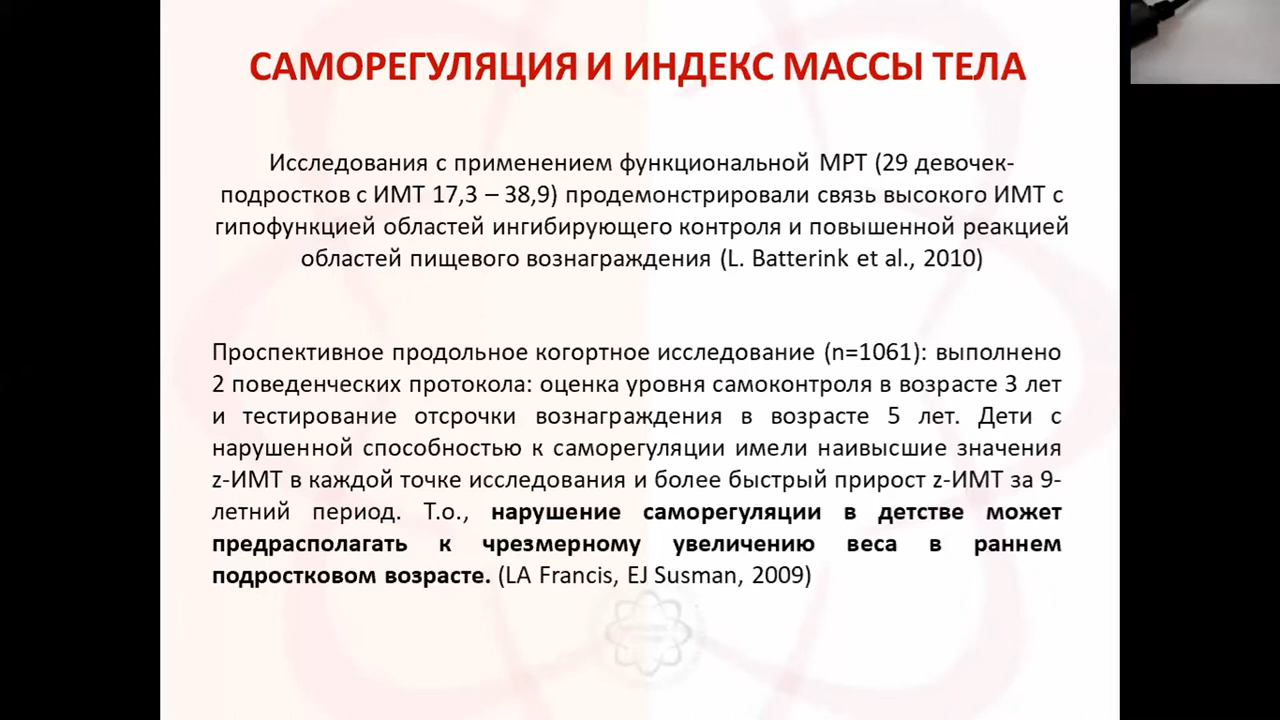 САМОРЕГУЛЯЦИЯ И ИНДЕКС МАССЫ ТЕЛА
Исследования с применением функциональной МРТ (29 девочек-
подростков с ИМТ 17,3 – 38,9) продемонстрировали связь высокого ИМТ с
гипофункцией областей ингибирующего контроля и повышенной реакцией
областей пищевого вознаграждения (L. Batterink et al., 2010)
Проспективное продольное когортное исследование (n=1061): выполнено
2 поведенческих протокола: оценка уровня самоконтроля в возрасте 3 лет
и тестирование отсрочки вознаграждения в возрасте 5 лет. Дети с
нарушенной способностью к саморегуляции имели наивысшие значения
z-ИМТ в каждой точке исследования и более быстрый прирост z-ИМТ за 9-
летний период. Т.о., нарушение саморегуляции в детстве может
предрасполагать к чрезмерному увеличению веса в раннем
подростковом возрасте. (LA Francis, EJ Susman, 2009)